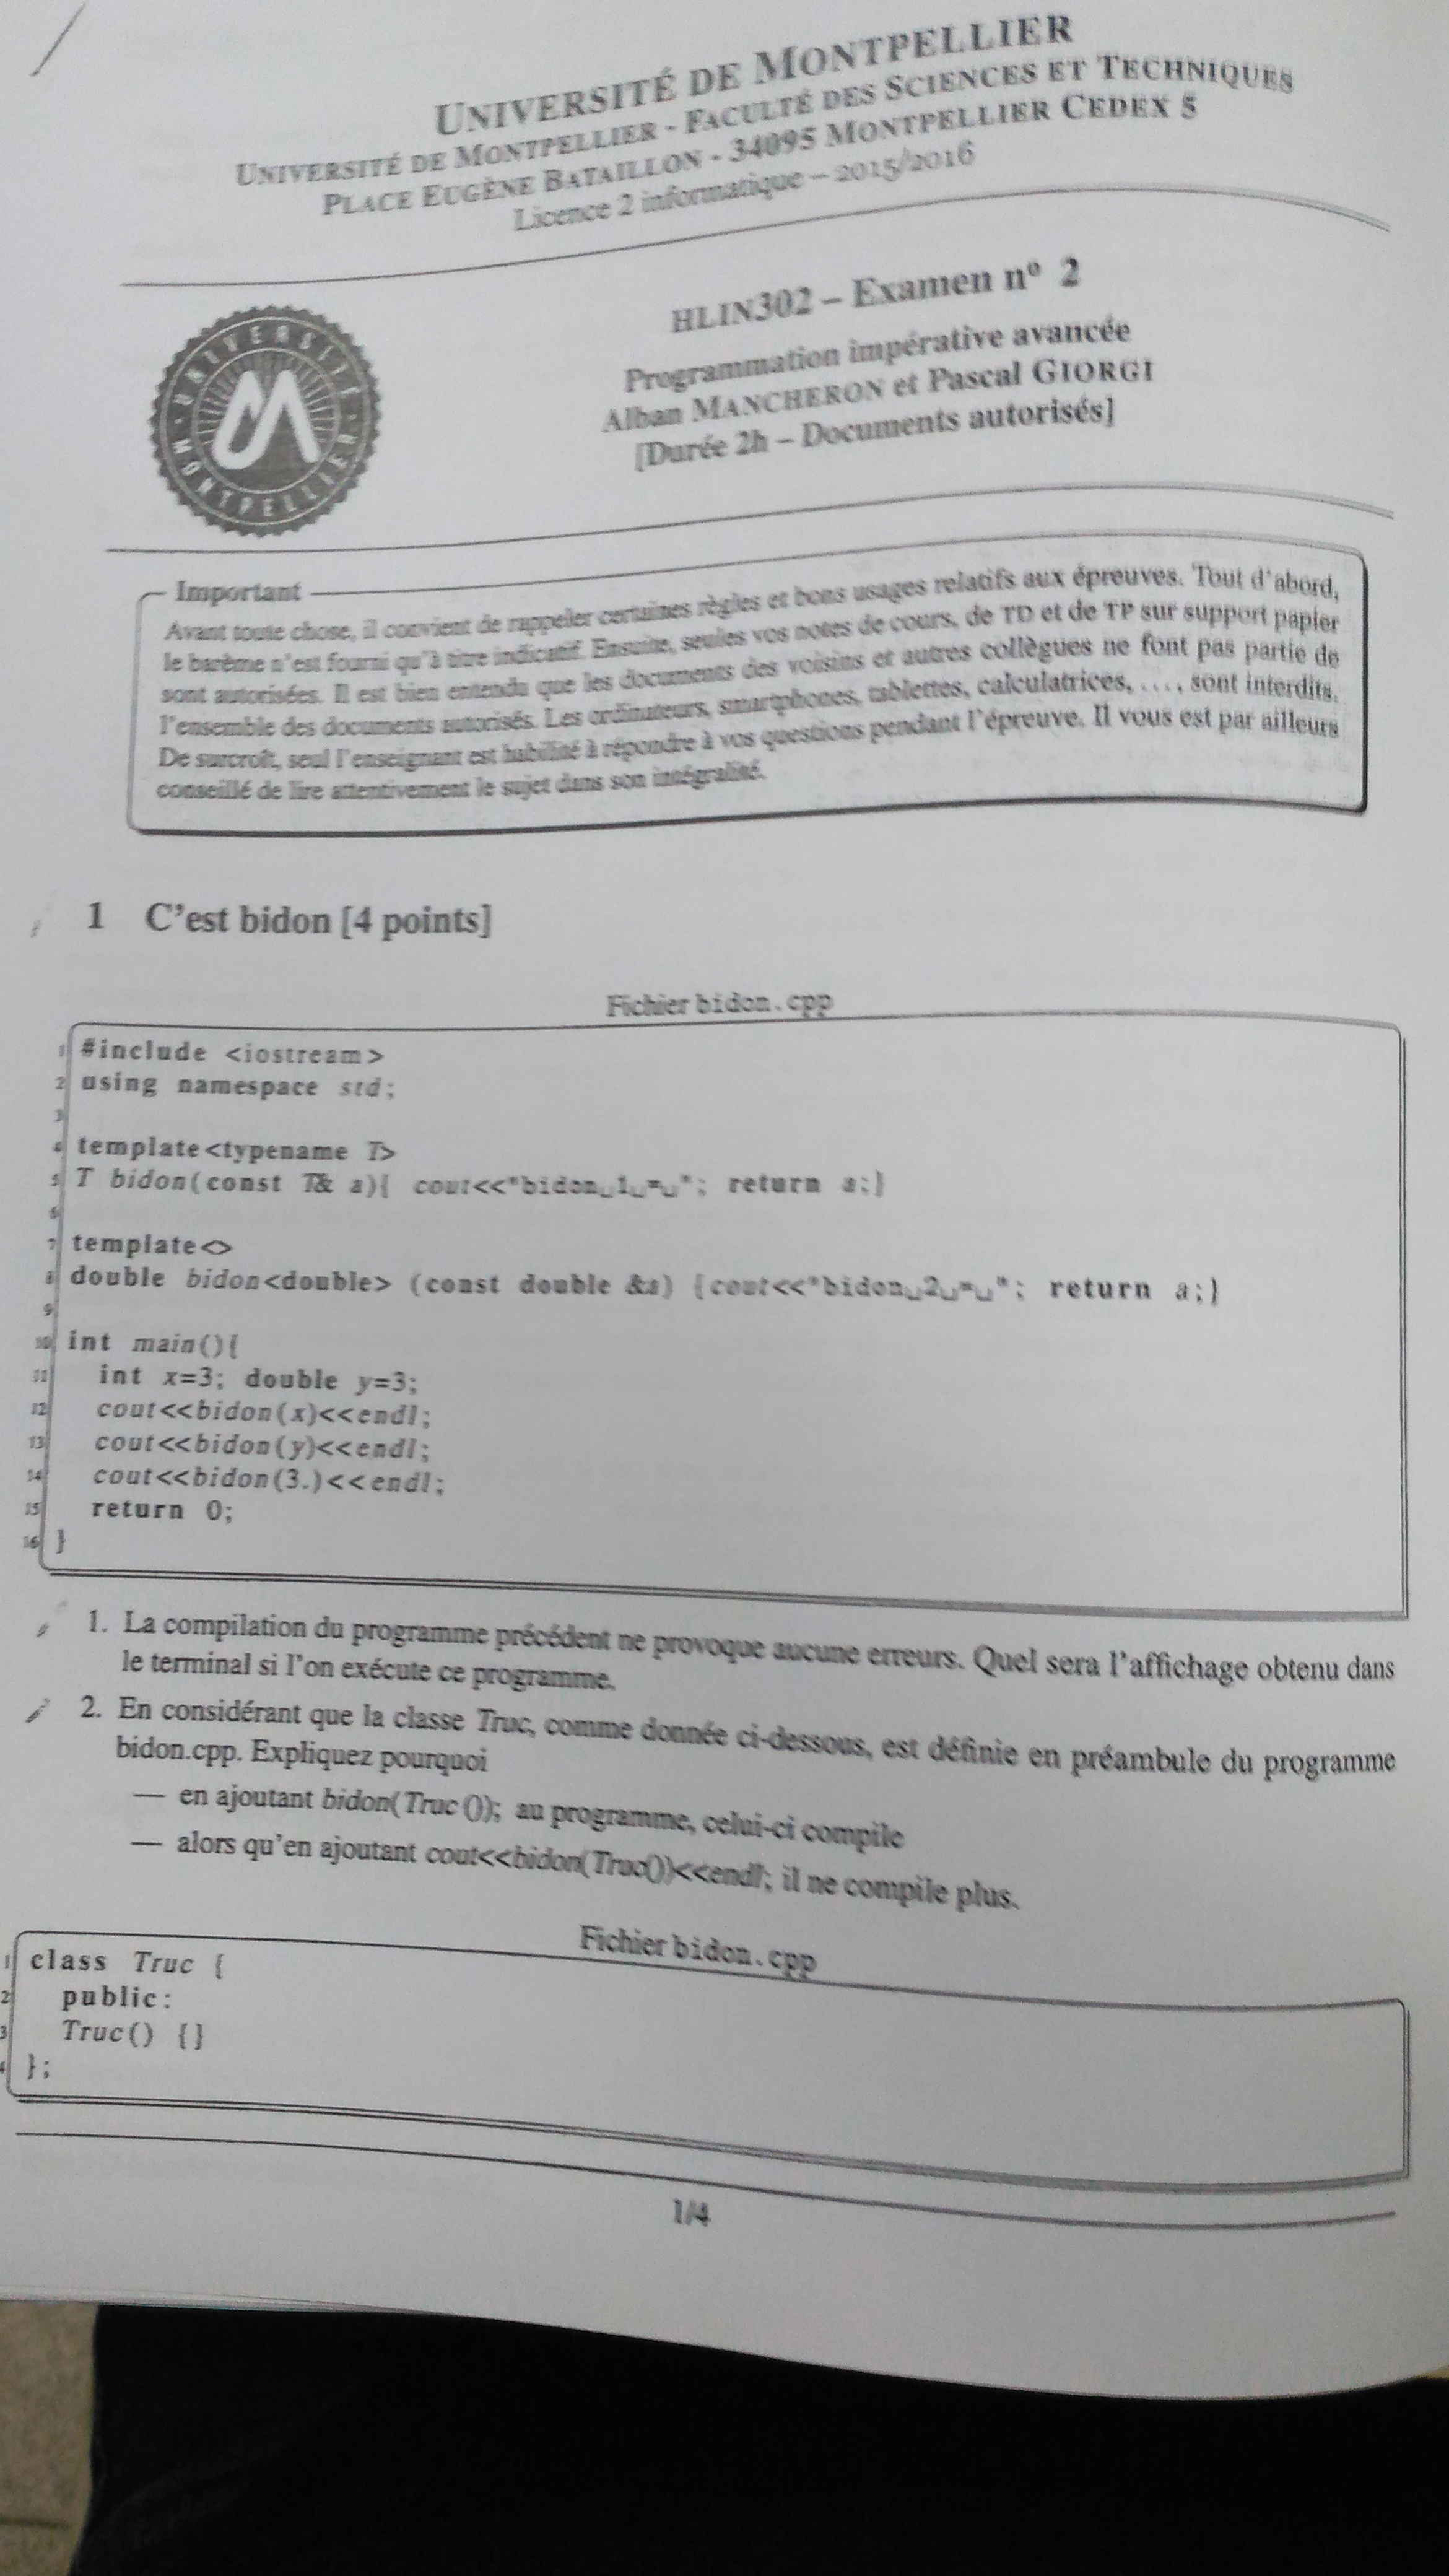 UNIVERSITÉ DE MONTPELLIER
UNIVERSITÉ DE MONTPELLIER - FACULTÉ DES SCIENCES ET TECHNIQUES
PLACE EUGÈNE BATAILLON - 34095 MONTPELLIER CEDEX 5
Licence 2 informatique – 2015/2016
UNIVERSITÉ · MONTPELLIER ·
HLIN302 – Examen nº 2
Programmation impérative avancée
Alban MANCHERON et Pascal GIORGI
[Durée 2h – Documents autorisés]
Important
Avant toute chose, il convient de rappeler certaines règles et bons usages relatifs aux épreuves. Tout d'abord,
le barème n'est fourni qu'à titre indicatif. Ensuite, seules vos notes de cours, de TD et de TP sur support papier
sont autorisées. Il est bien entendu que les documents des voisins et autres collègues ne font pas partie de
l'ensemble des documents autorisés. Les ordinateurs, smartphones, tablettes, calculatrices, ..., sont interdits.
De surcroît, seul l'enseignant est habilité à répondre à vos questions pendant l'épreuve. Il vous est par ailleurs
conseillé de lire attentivement le sujet dans son intégralité.
1 C'est bidon [4 points]
Fichier bidon.cpp
1 #include <iostream>
2 using namespace std;
3
4 template<typename T>
5 T bidon(const T& a){ cout<<"bidon␣1␣=␣"; return a;}
6
7 template<>
8 double bidon<double> (const double &a) {cout<<"bidon␣2␣=␣"; return a;}
9
10 int main(){
11 int x=3; double y=3;
12 cout<<bidon(x)<<endl;
13 cout<<bidon(y)<<endl;
14 cout<<bidon(3.)<<endl;
15 return 0;
16 }
1. La compilation du programme précédent ne provoque aucune erreurs. Quel sera l'affichage obtenu dans
le terminal si l'on exécute ce programme.
2. En considérant que la classe Truc, comme donnée ci-dessous, est définie en préambule du programme
bidon.cpp. Expliquez pourquoi
— en ajoutant bidon(Truc()); au programme, celui-ci compile
— alors qu'en ajoutant cout<<bidon(Truc())<<endl; il ne compile plus.
Fichier bidon.cpp
1 class Truc {
2 public:
3 Truc() {}
4 };
1/4